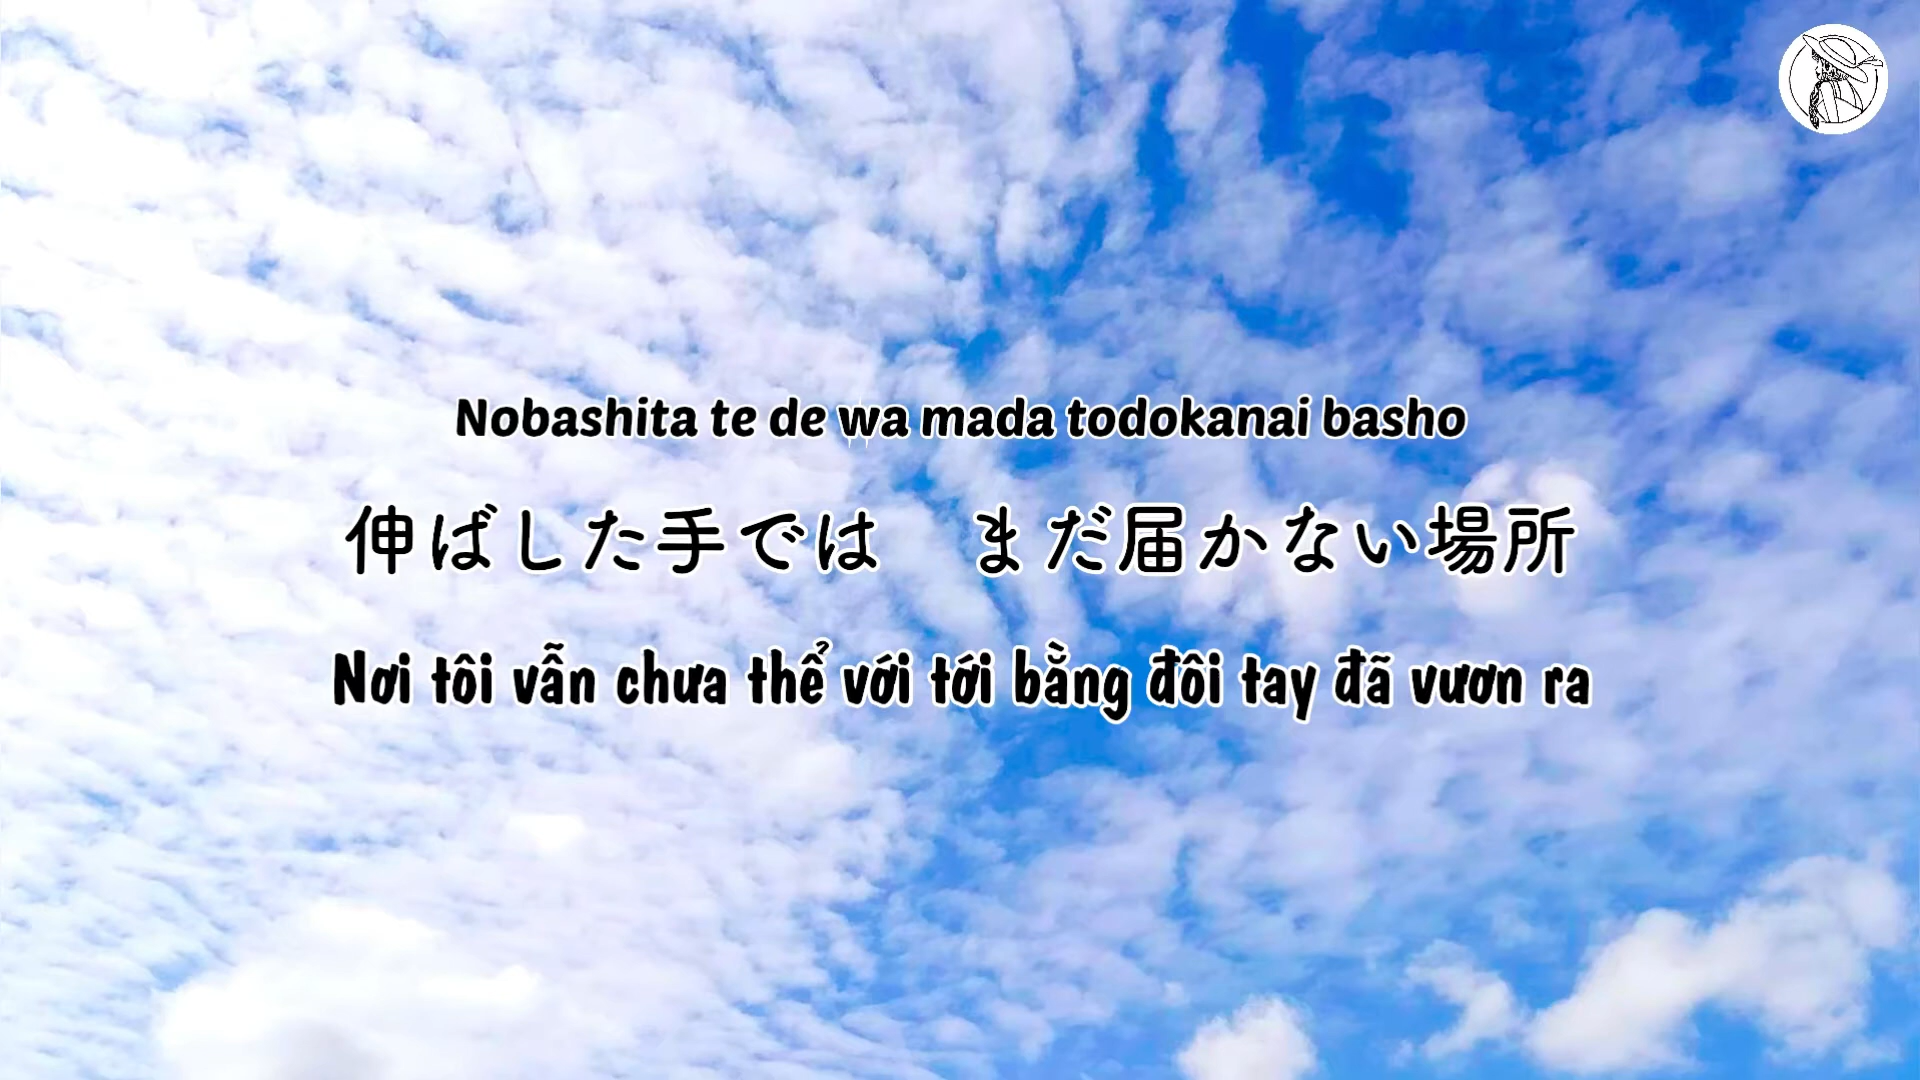 Nobashita te de wa mada todokanai basho
伸ばした手では　まだ届かない場所
Nơi tôi vẫn chưa thể với tới bằng đôi tay đã vươn ra